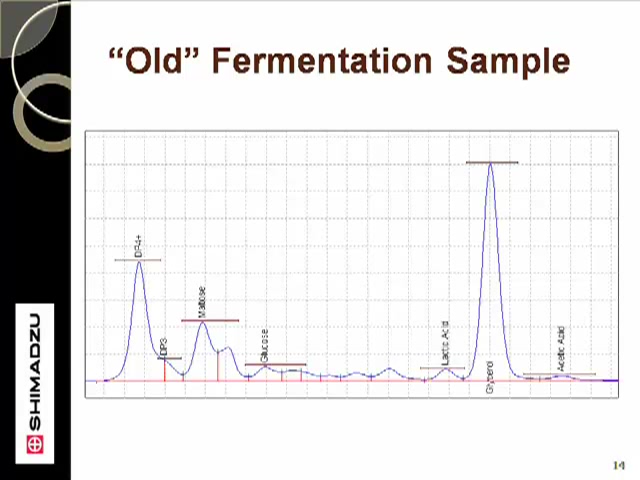 “Old” Fermentation Sample
DP4+
DP3
Maltose
Glucose
Lactic Acid
Glycerol
Acetic Acid
SHIMADZU
14